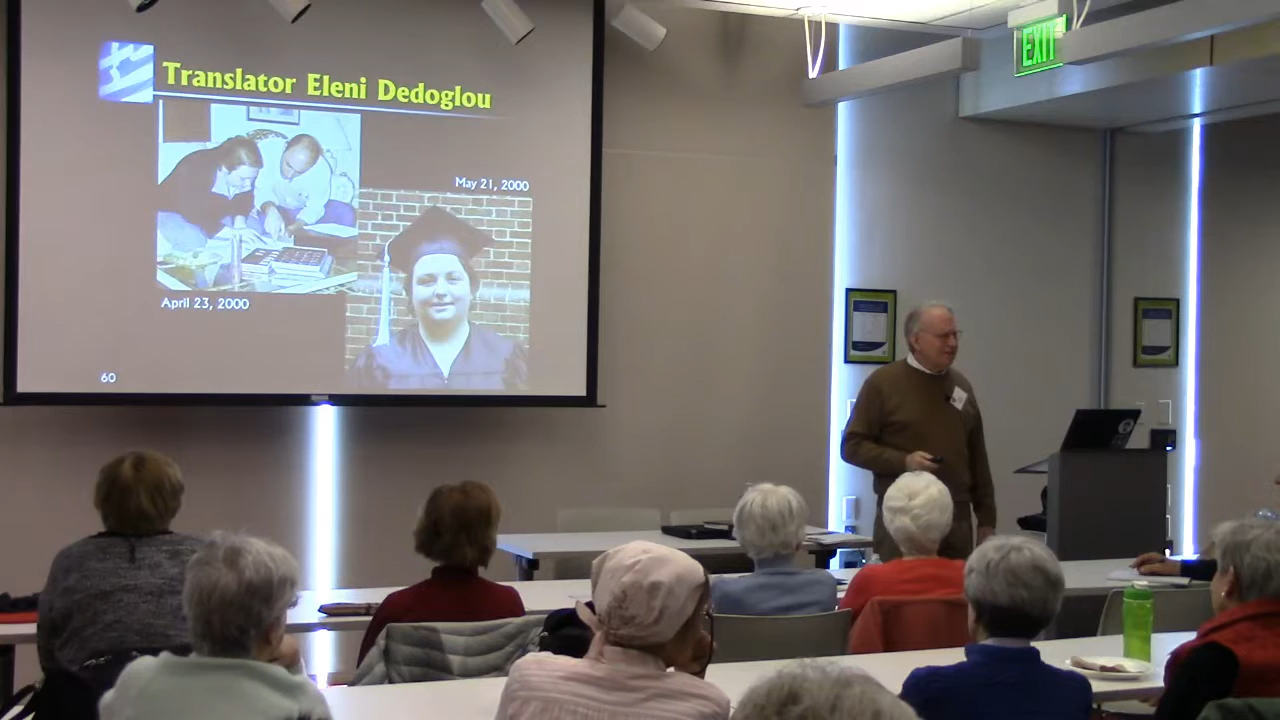 Translator Eleni Dedoglou
May 21, 2000
April 23, 2000
60
EXIT